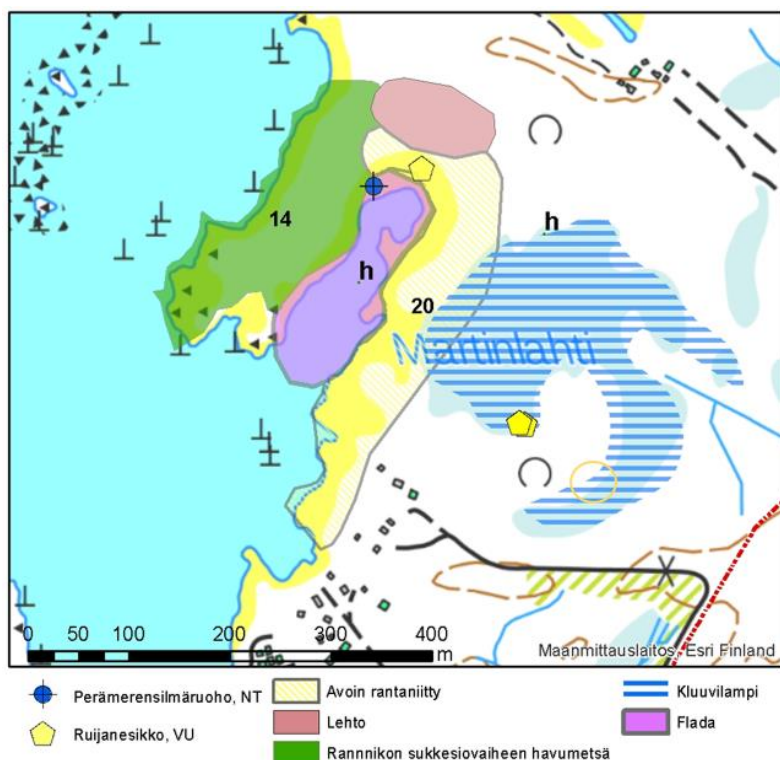 14
h
h
20
Martinlahti
0 50 100 200 300 400
m
Maanmittauslaitos, Esri Finland
Perämerensilmäruoho, NT
Ruijanesikko, VU
Avoin rantaniitty
Lehto
Rannnikon sukkesiovaiheen havumetsä
Kluuvilampi
Flada